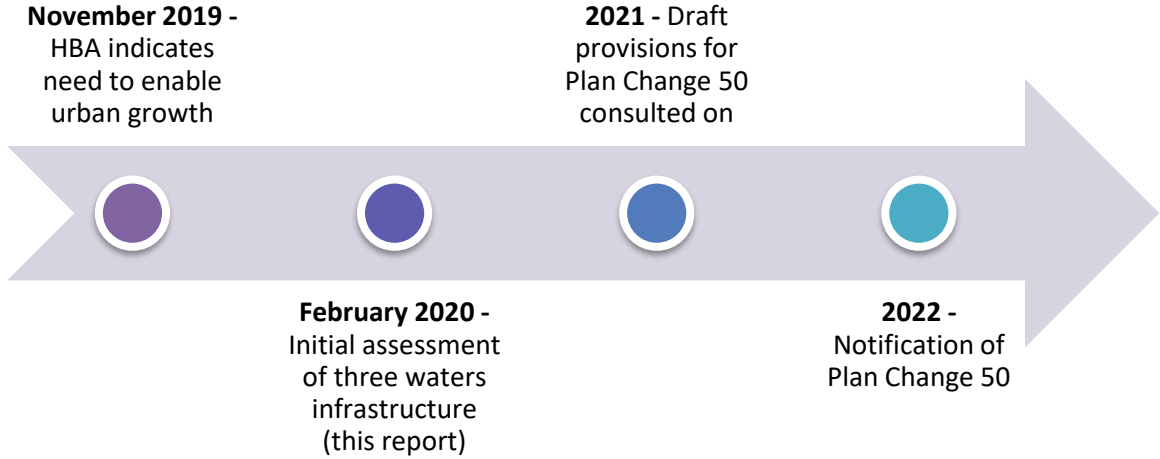 November 2019 -
HBA indicates
need to enable
urban growth
February 2020 -
Initial assessment
of three waters
infrastructure
(this report)
2021 - Draft
provisions for
Plan Change 50
consulted on
2022 -
Notification of
Plan Change 50